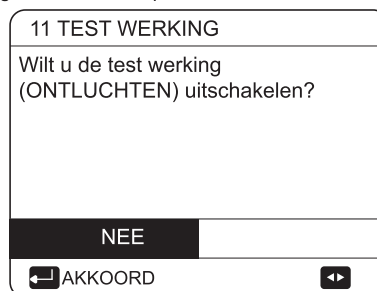 11 TEST WERKING
Wilt u de test werking
(ONTLUCHTEN) uitschakelen?
NEE
AKKOORD